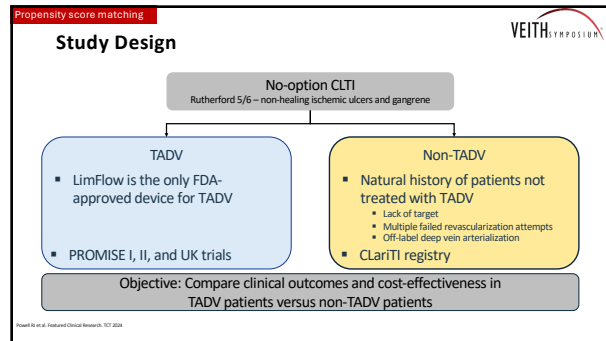 Propensity score matching
Study Design
VEITHSYMPOSIUM
No-option CLTI
Rutherford 5/6 – non-healing ischemic ulcers and gangrene
TADV
▪ LimFlow is the only FDA-
approved device for TADV
▪ PROMISE I, II, and UK trials
Non-TADV
▪ Natural history of patients not
treated with TADV
▪ Lack of target
▪ Multiple failed revascularization attempts
▪ Off-label deep vein arterialization
▪ CLariTI registry
Objective: Compare clinical outcomes and cost-effectiveness in
TADV patients versus non-TADV patients
Powell RJ et al. Featured Clinical Research. TCT 2024